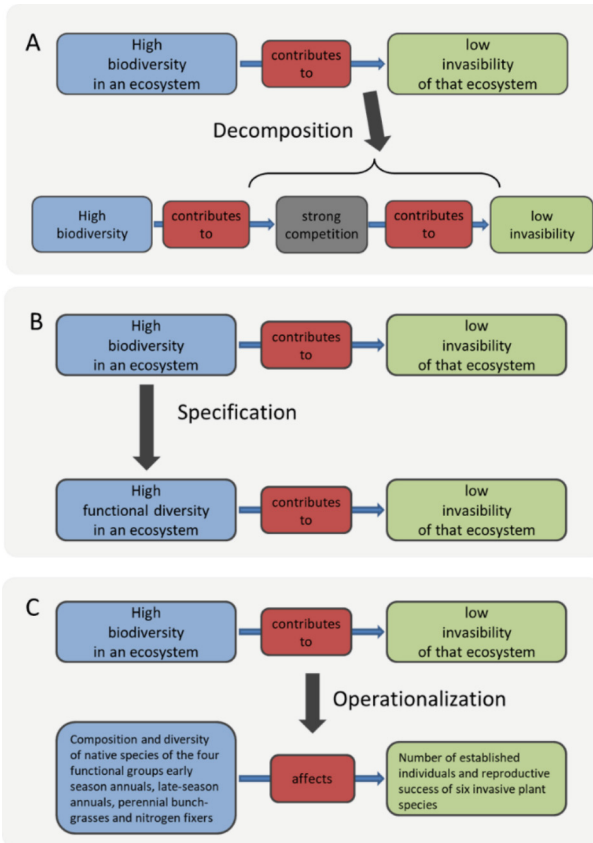 A
High
biodiversity
in an ecosystem
contributes
to
low
invasibility
of that ecosystem
Decomposition
High
biodiversity
contributes
to
strong
competition
contributes
to
low
invasibility
B
High
biodiversity
in an ecosystem
contributes
to
low
invasibility
of that ecosystem
Specification
High
functional diversity
in an ecosystem
contributes
to
low
invasibility
of that ecosystem
C
High
biodiversity
in an ecosystem
contributes
to
low
invasibility
of that ecosystem
Operationalization
Composition and diversity
of native species of the four
functional groups early
season annuals, late-season
annuals, perennial bunch-
grasses and nitrogen fixers
affects
Number of established
individuals and reproductive
success of six invasive plant
species